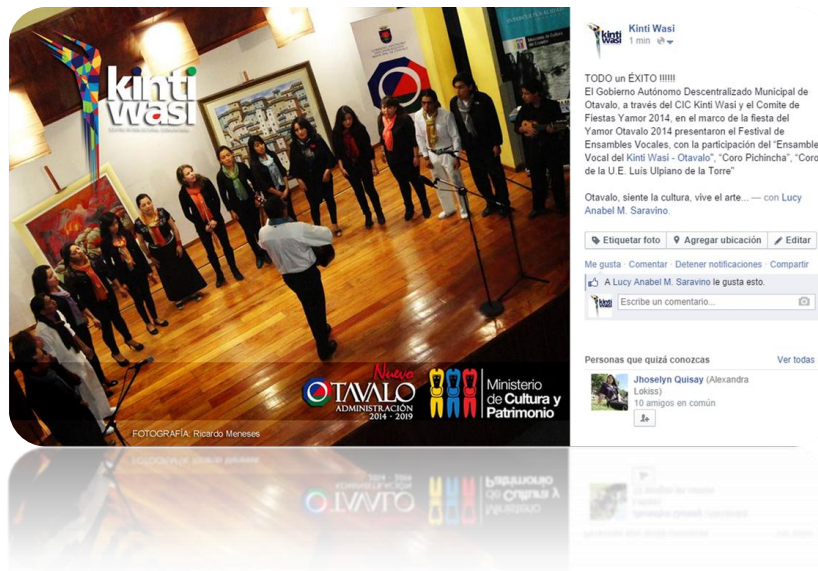 kinti
wasi
Nuevo
OTAVALO
ADMINISTRACIÓN
2014 - 2019
Ministerio
de Cultura y
Patrimonio
FOTOGRAFÍA: Ricardo Meneses
Kinti Wasi
1 min
TODO un ÉXITO !!!!!!
El Gobierno Autónomo Descentralizado Municipal de
Otavalo, a través del CIC Kinti Wasi y el Comite de
Fiestas Yamor 2014, en el marco de la fiesta del
Yamor Otavalo 2014 presentaron el Festival de
Ensambles Vocales, con la participación del "Ensamble
Vocal del Kinti Wasi - Otavalo", "Coro Pichincha", "Coro
de la U.E. Luis Ulpiano de la Torre"
Otavalo, siente la cultura, vive el arte... — con Lucy
Anabel M. Saravino.
Etiquetar foto
Agregar ubicación
Editar
Me gusta · Comentar · Detener notificaciones · Compartir
A Lucy Anabel M. Saravino le gusta esto.
Escribe un comentario...
Personas que quizá conozcas
Ver todas
Jhoselyn Quisay (Alexandra
Lokiss)
10 amigos en común